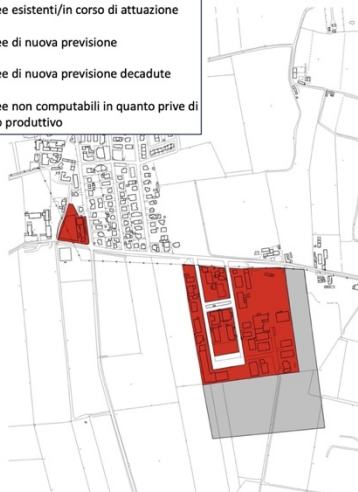 ee esistenti/in corso di attuazione
ee di nuova previsione
ee di nuova previsione decadute
ee non computabili in quanto prive di
o produttivo